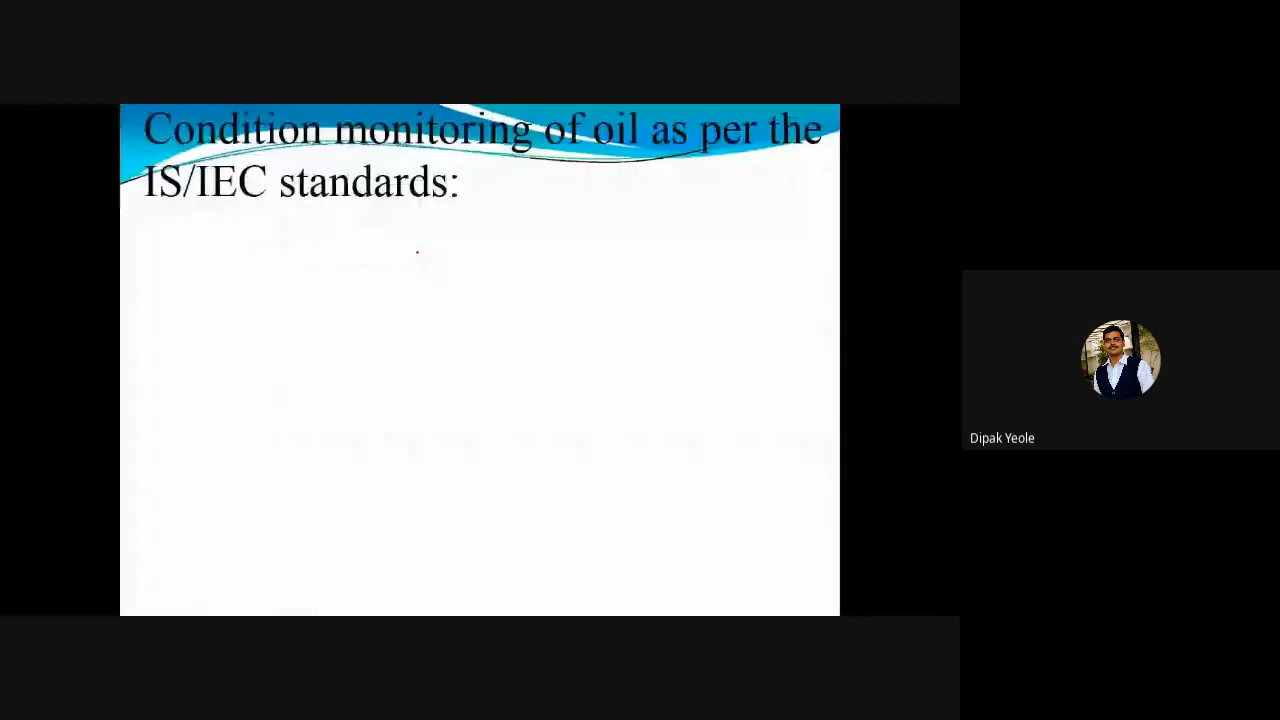 Condition monitoring of oil as per the
IS/IEC standards:
Dipak Yeole